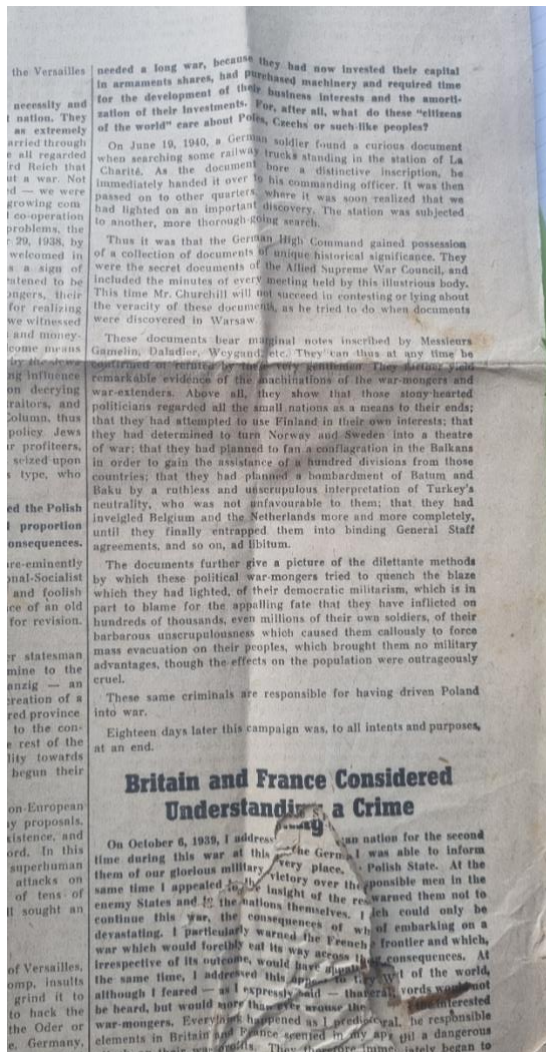 the Versailles
necessity and
nation. They
as extremely
arried through
e all regarded
rd Reich that
ut a war. Not
d — we were
growing com
co-operation
problems, the
29, 1938, by
welcomed in
s a sign of
eatened to be
ongers, their
for realizing
we witnessed
and money-
come means
by the Jews
ng influence
on decrying
raitors, and
Column, thus
policy Jews
r profiteers,
seized upon
s type, who
ed the Polish
proportion
onsequences.
re-eminently
onal-Socialist
and foolish
ce of an old
for revision.
er statesman
mine to the
anzig — an
creation of a
red province
to the con-
e rest of the
lity towards
begun their
on-European
y proposals,
xistence, and
ord. In this
superhuman
attacks on
of tens of
ll sought an
of Versailles,
omp, insults
grind it to
to hack the
the Oder or
e, Germany,
needed a long war, because they had now invested their capital
in armaments shares, had purchased machinery and required time
for the development of their business interests and the amorti-
zation of their investments. For, after all, what do these "citizens
of the world" care about Poles, Czechs or such-like peoples?
On June 19, 1940, a German soldier found a curious document
when searching some railway trucks standing in the station of La
Charité. As the document bore a distinctive inscription, he
immediately handed it over to his commanding officer. It was then
passed on to other quarters, where it was soon realized that we
had lighted on an important discovery. The station was subjected
to another, more thorough-going search.
Thus it was that the German High Command gained possession
of a collection of documents of unique historical significance. They
were the secret documents of the Allied Supreme War Council, and
included the minutes of every meeting held by this illustrious body.
This time Mr. Churchill will not succeed in contesting or lying about
the veracity of these documents, as he tried to do when documents
were discovered in Warsaw.
These documents bear marginal notes inscribed by Messieurs
Gamelin, Daladier, Weygand, etc. They can thus at any time be
confirmed or refuted by these very gentlemen. They further yield
remarkable evidence of the machinations of the war-mongers and
war-extenders. Above all, they show that those stony-hearted
politicians regarded all the small nations as a means to their ends;
that they had attempted to use Finland in their own interests; that
they had determined to turn Norway and Sweden into a theatre
of war; that they had planned to fan a conflagration in the Balkans
in order to gain the assistance of a hundred divisions from those
countries; that they had planned a bombardment of Batum and
Baku by a ruthless and unscrupulous interpretation of Turkey's
neutrality, who was not unfavourable to them; that they had
inveigled Belgium and the Netherlands more and more completely,
until they finally entrapped them into binding General Staff
agreements, and so on, ad libitum.
The documents further give a picture of the dilettante methods
by which these political war-mongers tried to quench the blaze
which they had lighted, of their democratic militarism, which is in
part to blame for the appalling fate that they have inflicted on
hundreds of thousands, even millions of their own soldiers, of their
barbarous unscrupulousness which caused them callously to force
mass evacuation on their peoples, which brought them no military
advantages, though the effects on the population were outrageously
cruel.
These same criminals are responsible for having driven Poland
into war.
Eighteen days later this campaign was, to all intents and purposes,
at an end.
Britain and France Considered
Understanding a Crime
On October 6, 1939, I address an nation for the second
time during this war at this the Germ I was able to inform
them of our glorious military very place. Polish State. At the
same time I appealed to the victory over the ponsible men in the
enemy States and to the nations themselves. I warned them not to
continue this war, the consequences of wh ich could only be
devastating. I particularly warned the French of embarking on a
war which would forcibly eat its way across frontier and which,
irrespective of its outcome, would have consequences. At
the same time, I addressed this of the world,
although I feared — as I expressly said — that words would not
be heard, but would more than ever arouse the interested
war-mongers. Everything happened as I he responsible
elements in Britain and France scented in my a dangerous